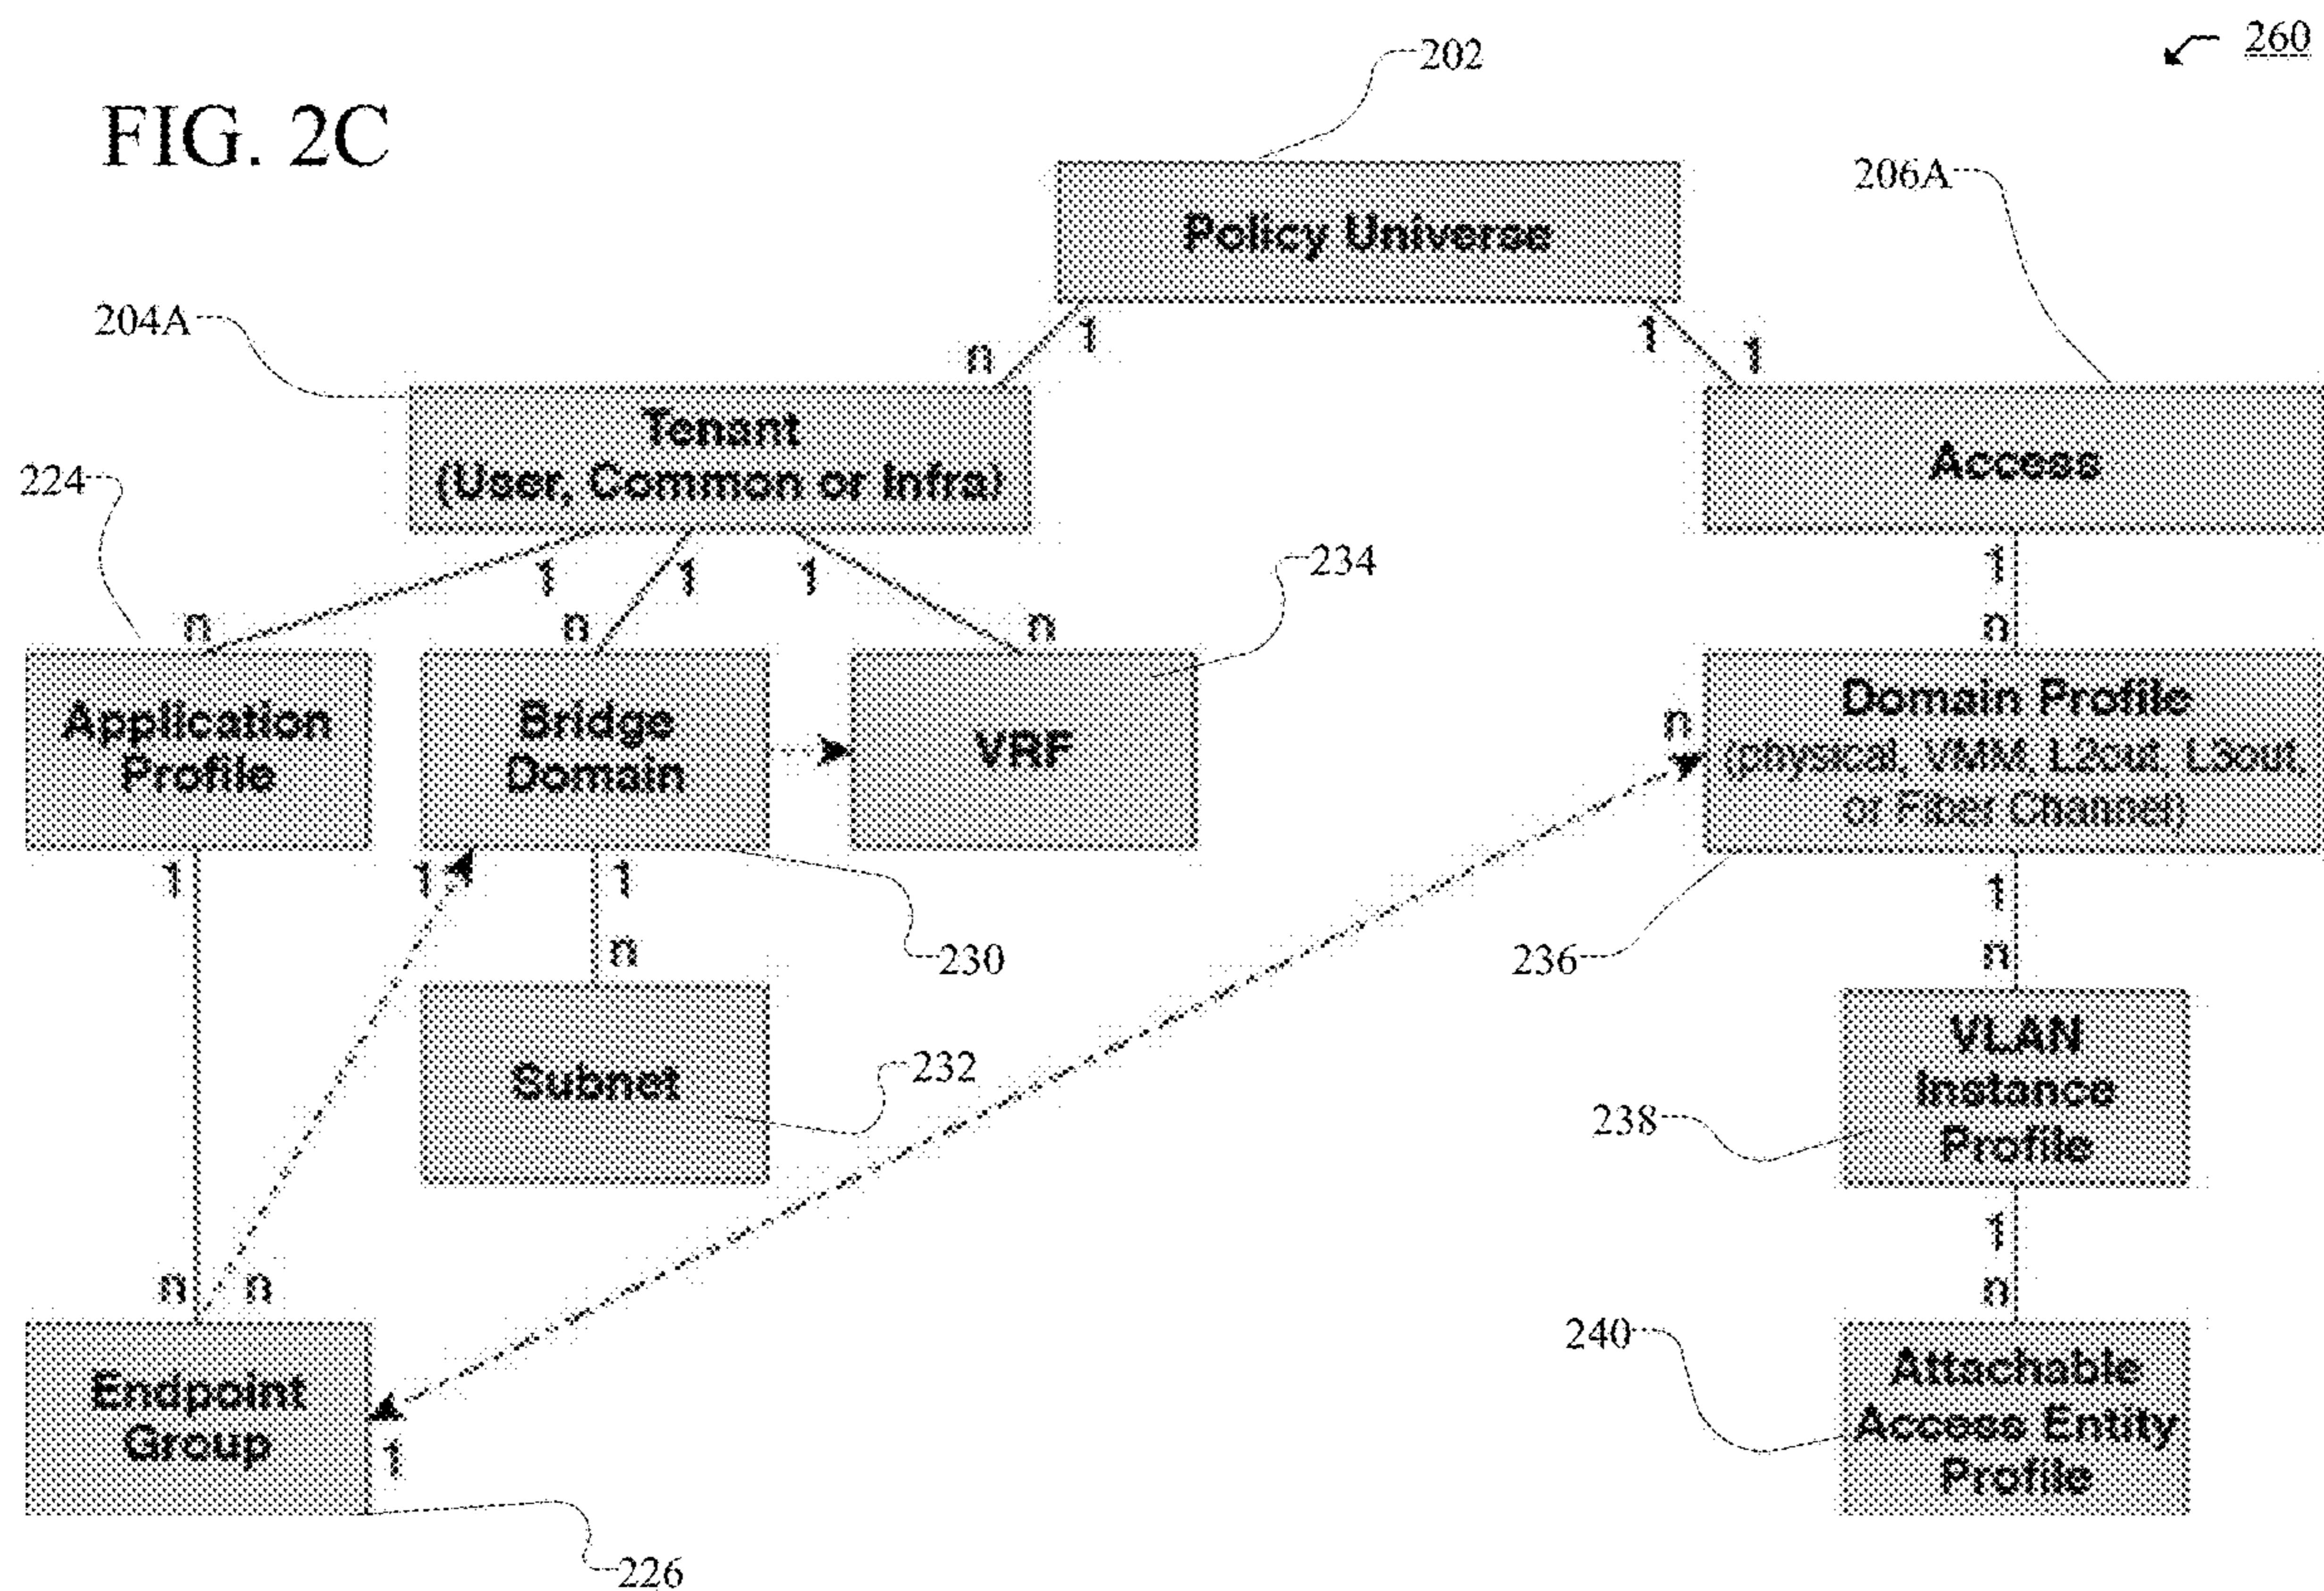 260
202
FIG. 2C
206A
Policy Universe
204A
1
1
n
1
Tenant
(User, Common or Infra)
Access
224
1
1
1
234
1
n
n
n
n
Application
Profile
Bridge
Domain
VRF
n
Domain Profile
(physical, VMM, L2out, L3out,
or Fiber Channel)
1
1
1
1
n
230
236
n
Subnet
232
VLAN
Instance
Profile
238
1
n
n
n
240
Endpoint
Group
1
Attachable
Access Entity
Profile
226